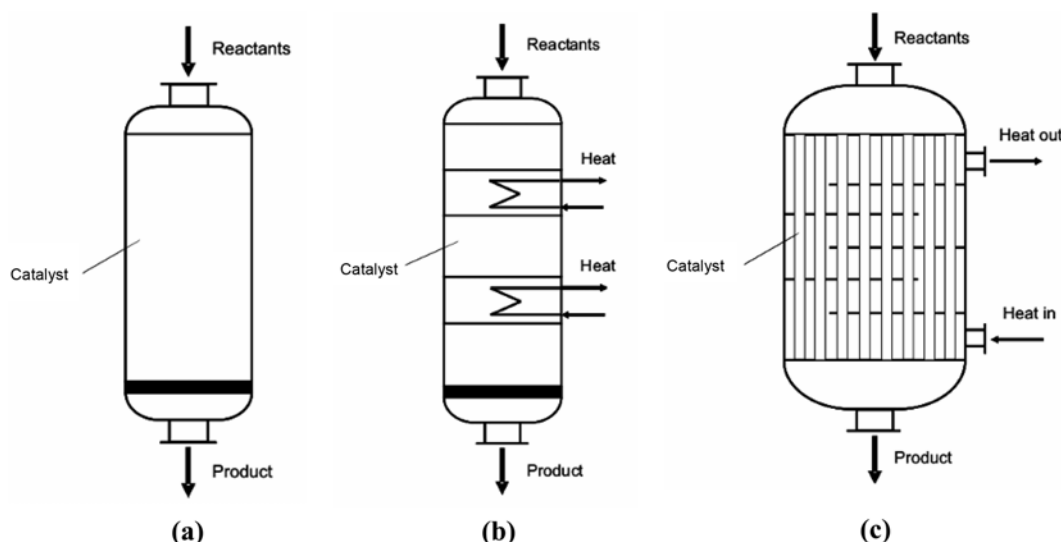 Reactants
Catalyst
Product
(a)
Reactants
Heat
Catalyst
Heat
Product
(b)
Reactants
Heat out
Catalyst
Heat in
Product
(c)